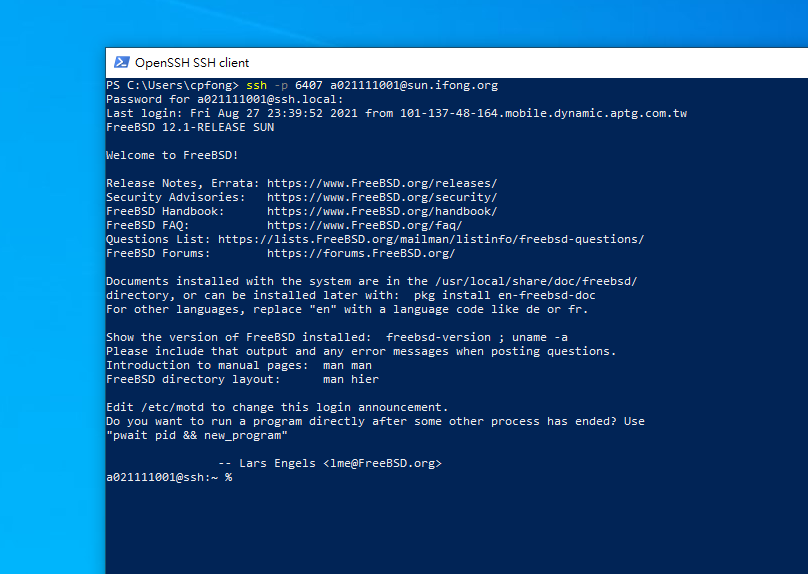 OpenSSH SSH client
PS C:\Users\cpfong> ssh -p 6407 a021111001@sun.ifong.org
Password for a021111001@ssh.local:
Last login: Fri Aug 27 23:39:52 2021 from 101-137-48-164.mobile.dynamic.aptg.com.tw
FreeBSD 12.1-RELEASE SUN
Welcome to FreeBSD!
Release Notes, Errata: https://www.FreeBSD.org/releases/
Security Advisories:   https://www.FreeBSD.org/security/
FreeBSD Handbook:      https://www.FreeBSD.org/handbook/
FreeBSD FAQ:           https://www.FreeBSD.org/faq/
Questions List: https://lists.FreeBSD.org/mailman/listinfo/freebsd-questions/
FreeBSD Forums:        https://forums.FreeBSD.org/
Documents installed with the system are in the /usr/local/share/doc/freebsd/
directory, or can be installed later with:  pkg install en-freebsd-doc
For other languages, replace "en" with a language code like de or fr.
Show the version of FreeBSD installed:  freebsd-version ; uname -a
Please include that output and any error messages when posting questions.
Introduction to manual pages:  man man
FreeBSD directory layout:      man hier
Edit /etc/motd to change this login announcement.
Do you want to run a program directly after some other process has ended? Use
"pwait pid && new_program"
-- Lars Engels <lme@FreeBSD.org>
a021111001@ssh:~ %